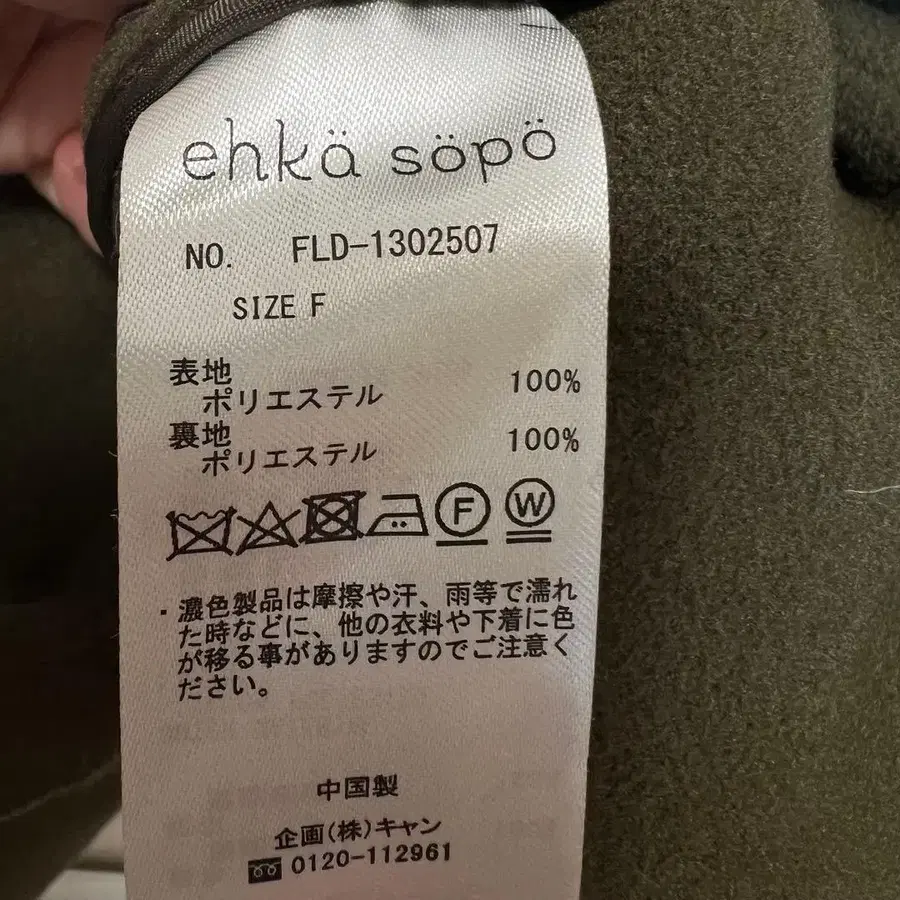 ehkä söpö
NO. FLD-1302507
SIZE F
表地
ポリエステル 100%
裏地
ポリエステル 100%
F W
・濃色製品は摩擦や汗、雨等で濡れ
た時などに、他の衣料や下着に色
が移る事がありますのでご注意く
ださい。
中国製
企画(株)キャン
0120-112961